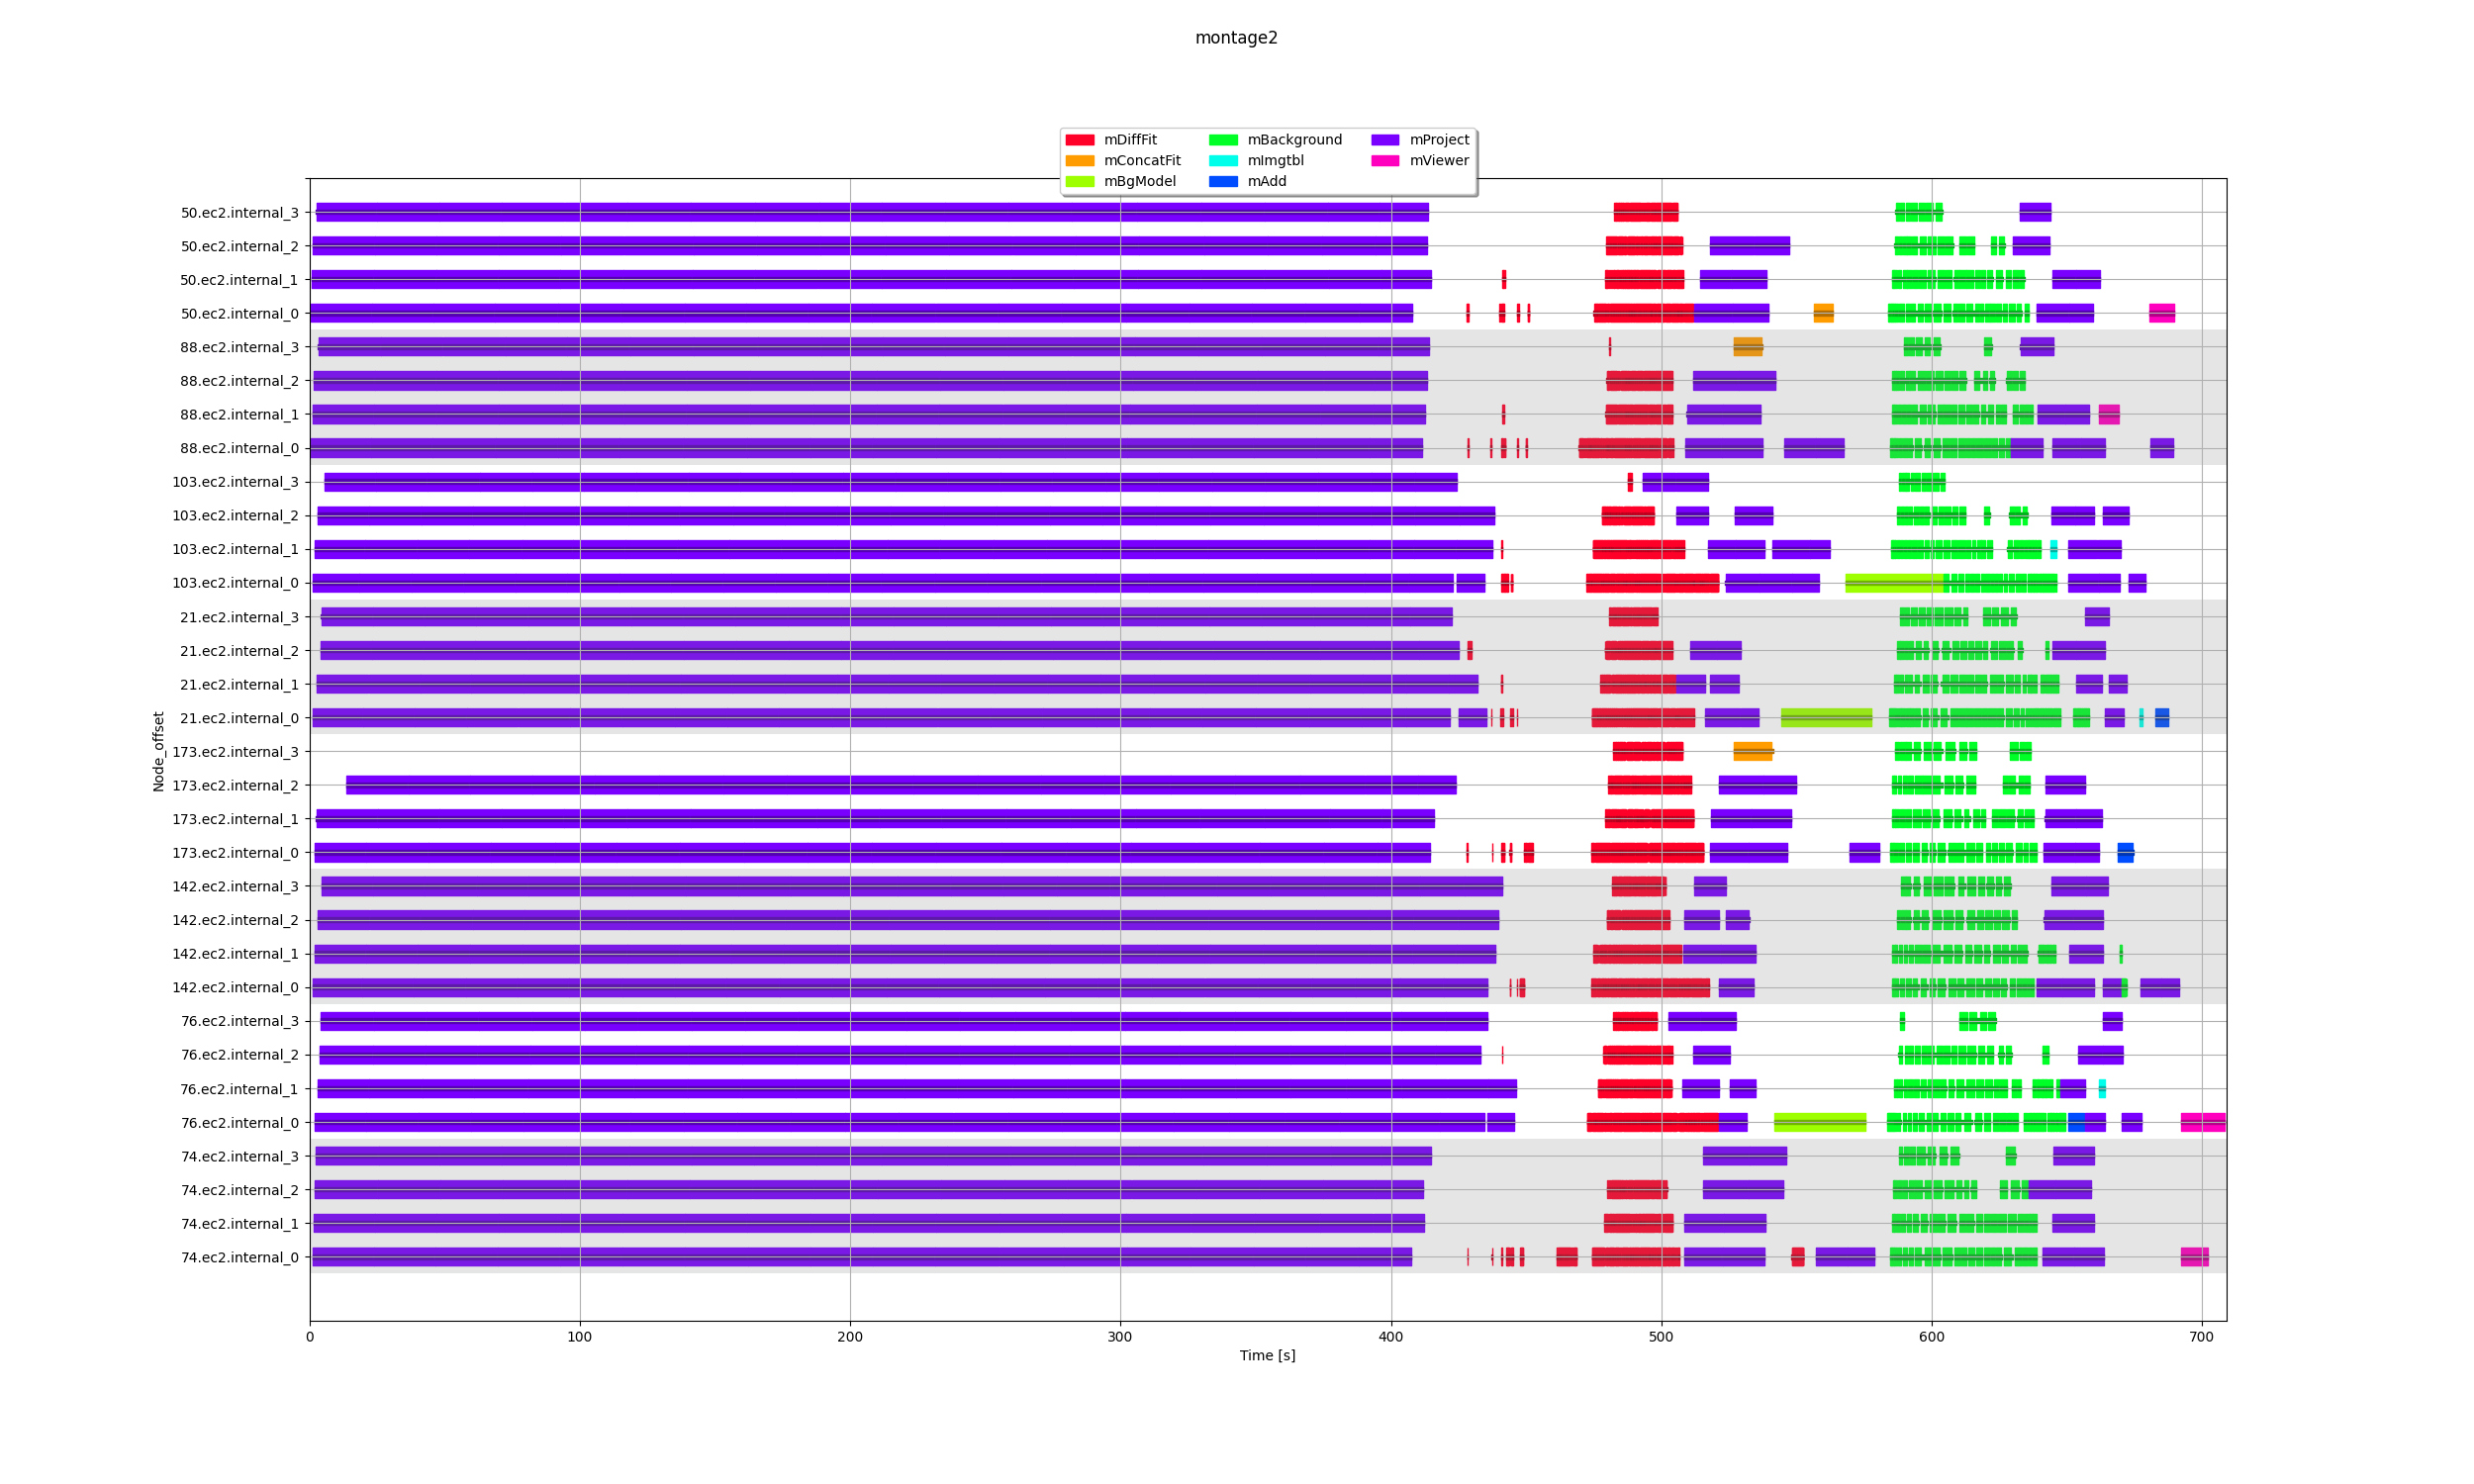 montage2
mDiffFit mBackground mProject
mConcatFit mImgtbl mViewer
mBgModel mAdd
50.ec2.internal_3
50.ec2.internal_2
50.ec2.internal_1
50.ec2.internal_0
88.ec2.internal_3
88.ec2.internal_2
88.ec2.internal_1
88.ec2.internal_0
103.ec2.internal_3
103.ec2.internal_2
103.ec2.internal_1
103.ec2.internal_0
21.ec2.internal_3
21.ec2.internal_2
21.ec2.internal_1
21.ec2.internal_0
173.ec2.internal_3
173.ec2.internal_2
173.ec2.internal_1
173.ec2.internal_0
142.ec2.internal_3
142.ec2.internal_2
142.ec2.internal_1
142.ec2.internal_0
76.ec2.internal_3
76.ec2.internal_2
76.ec2.internal_1
76.ec2.internal_0
74.ec2.internal_3
74.ec2.internal_2
74.ec2.internal_1
74.ec2.internal_0
Node_offset
0 100 200 300 400 500 600 700
Time [s]